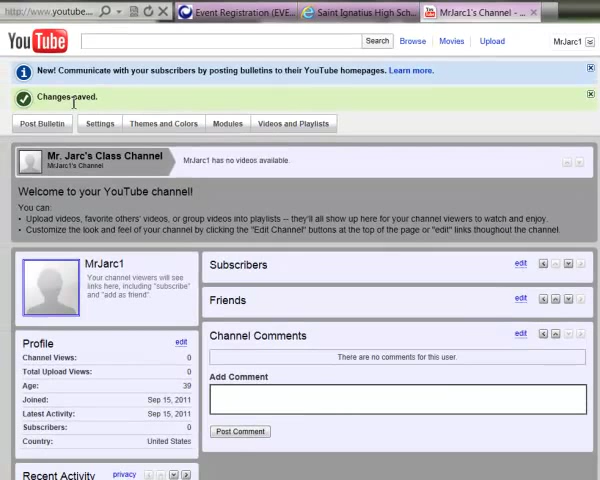 http://www.youtube...
Event Registration (EVE...
Saint Ignatius High Sch...
MrJarc1's Channel - ...
YouTube
Search
Browse
Movies
Upload
MrJarc1
New! Communicate with your subscribers by posting bulletins to their YouTube homepages. Learn more.
Changes saved.
Post Bulletin
Settings
Themes and Colors
Modules
Videos and Playlists
Mr. Jarc's Class Channel
MrJarc1's Channel
MrJarc1 has no videos available.
Welcome to your YouTube channel!
You can:
• Upload videos, favorite others' videos, or group videos into playlists -- they'll all show up here for your channel viewers to watch and enjoy.
• Customize the look and feel of your channel by clicking the "Edit Channel" buttons at the top of the page or "edit" links thoughout the channel.
MrJarc1
Your channel viewers will see
links here, including "subscribe"
and "add as friend".
Profile edit
Channel Views: 0
Total Upload Views: 0
Age: 39
Joined: Sep 15, 2011
Latest Activity: Sep 15, 2011
Subscribers: 0
Country: United States
Recent Activity privacy
Subscribers edit
Friends edit
Channel Comments edit
There are no comments for this user.
Add Comment
Post Comment